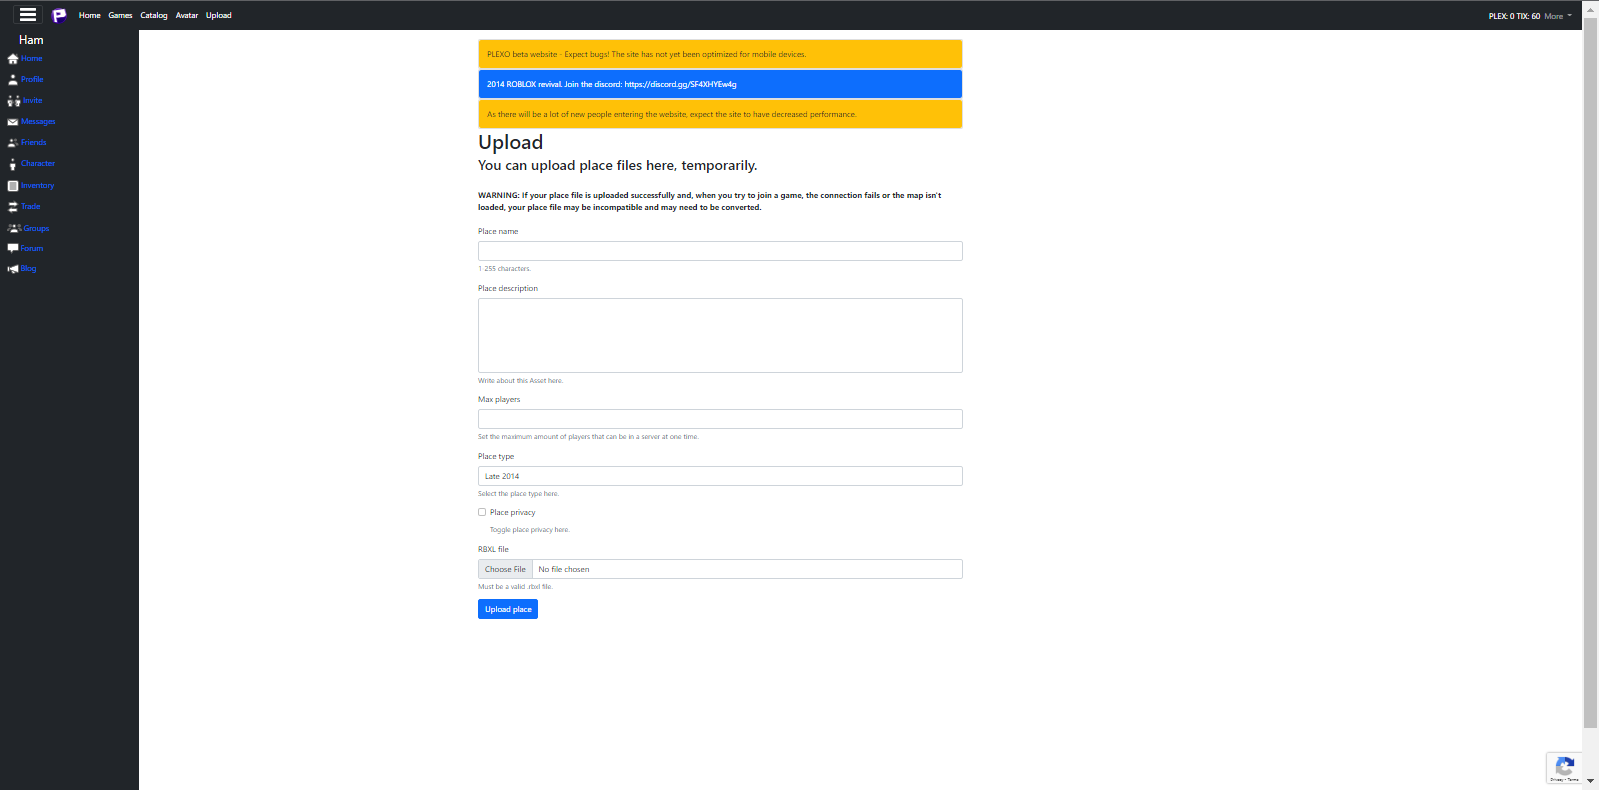 Home Games Catalog Avatar Upload
PLEX: 0 TIX: 60 More
Ham
Home
Profile
Invite
Messages
Friends
Character
Inventory
Trade
Groups
Forum
Blog
PLEXO beta website - Expect bugs! The site has not yet been optimized for mobile devices.
2014 ROBLOX revival. Join the discord: https://discord.gg/SF4XHYEw4g
As there will be a lot of new people entering the website, expect the site to have decreased performance.
Upload
You can upload place files here, temporarily.
WARNING: If your place file is uploaded successfully and, when you try to join a game, the connection fails or the map isn't
loaded, your place file may be incompatible and may need to be converted.
Place name
1-255 characters.
Place description
Write about this Asset here.
Max players
Set the maximum amount of players that can be in a server at one time.
Place type
Late 2014
Select the place type here.
Place privacy
Toggle place privacy here.
RBXL file
Choose File No file chosen
Must be a valid .rbxl file.
Upload place
Privacy - Terms